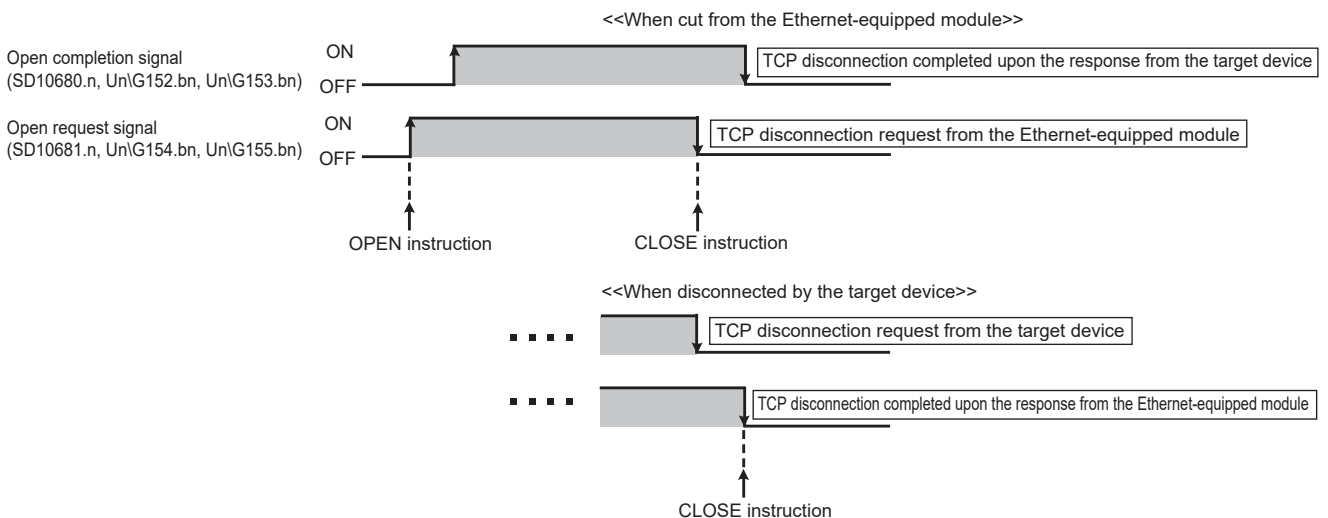 <<When cut from the Ethernet-equipped module>>
Open completion signal
(SD10680.n, Un\G152.bn, Un\G153.bn)
ON
OFF
TCP disconnection completed upon the response from the target device
Open request signal
(SD10681.n, Un\G154.bn, Un\G155.bn)
ON
OFF
TCP disconnection request from the Ethernet-equipped module
OPEN instruction
CLOSE instruction
<<When disconnected by the target device>>
TCP disconnection request from the target device
TCP disconnection completed upon the response from the Ethernet-equipped module
CLOSE instruction